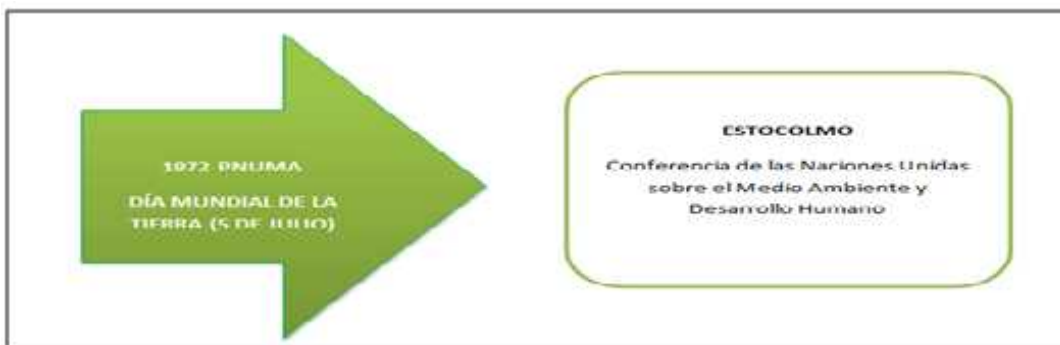 1972 PNUMA
DÍA MUNDIAL DE LA
TIERRA (5 DE JULIO)
ESTOCOLMO
Conferencia de las Naciones Unidas
sobre el Medio Ambiente y
Desarrollo Humano